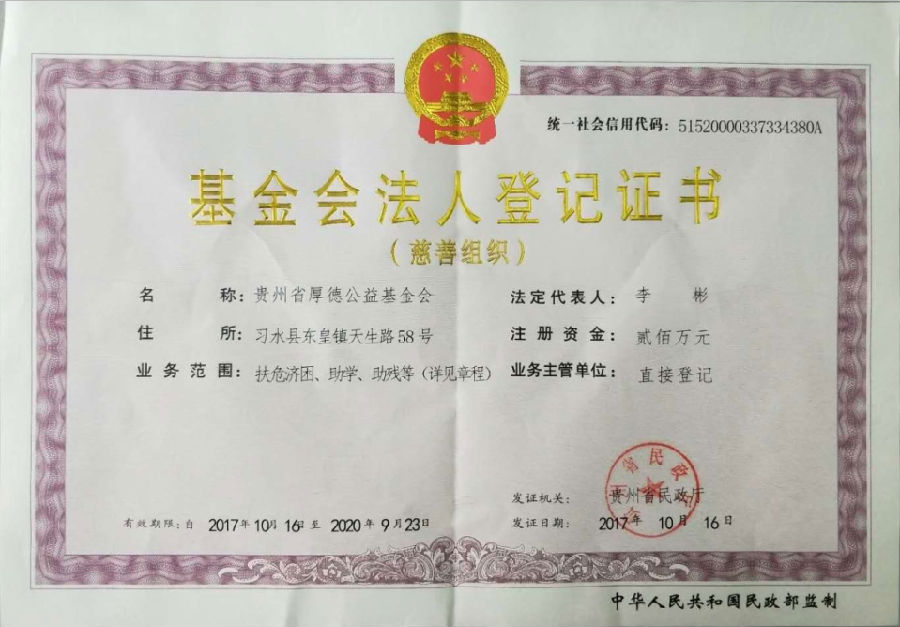 统一社会信用代码：51520000337334380A
基金会法人登记证书
（慈善组织）
名称：贵州省厚德公益基金会
法定代表人：李彬
住所：习水县东皇镇天生路58号
注册资金：贰佰万元
业务范围：扶危济困、助学、助残等（详见章程）
业务主管单位：直接登记
发证机关：贵州省民政厅
有效期限：自 2017年10月16日至 2020年9月23日
发证日期：2017年10月16日
中华人民共和国民政部监制